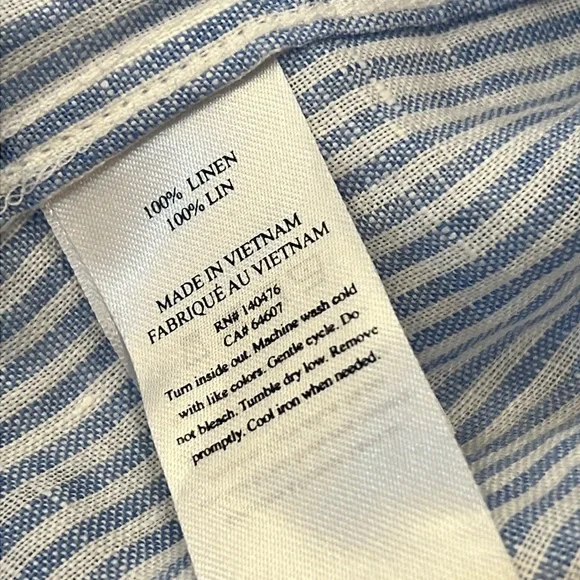 100% LINEN
100% LIN
MADE IN VIETNAM
FABRIQUÉ AU VIETNAM
RN# 140476
CA# 64607
Turn inside out. Machine wash cold
with like colors. Gentle cycle. Do
not bleach. Tumble dry low. Remove
promptly. Cool iron when needed.